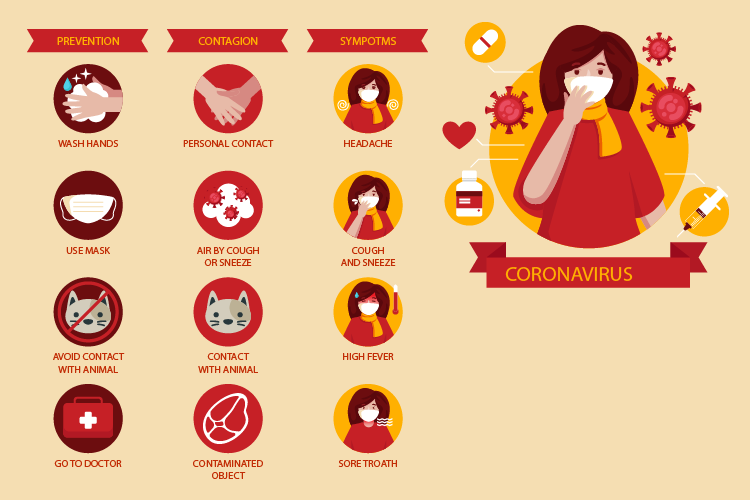 PREVENTION
WASH HANDS
USE MASK
AVOID CONTACT
WITH ANIMAL
GO TO DOCTOR
CONTAGION
PERSONAL CONTACT
AIR BY COUGH
OR SNEEZE
CONTACT
WITH ANIMAL
CONTAMINATED
OBJECT
SYMPOTMS
HEADACHE
COUGH
AND SNEEZE
HIGH FEVER
SORE TROATH
CORONAVIRUS